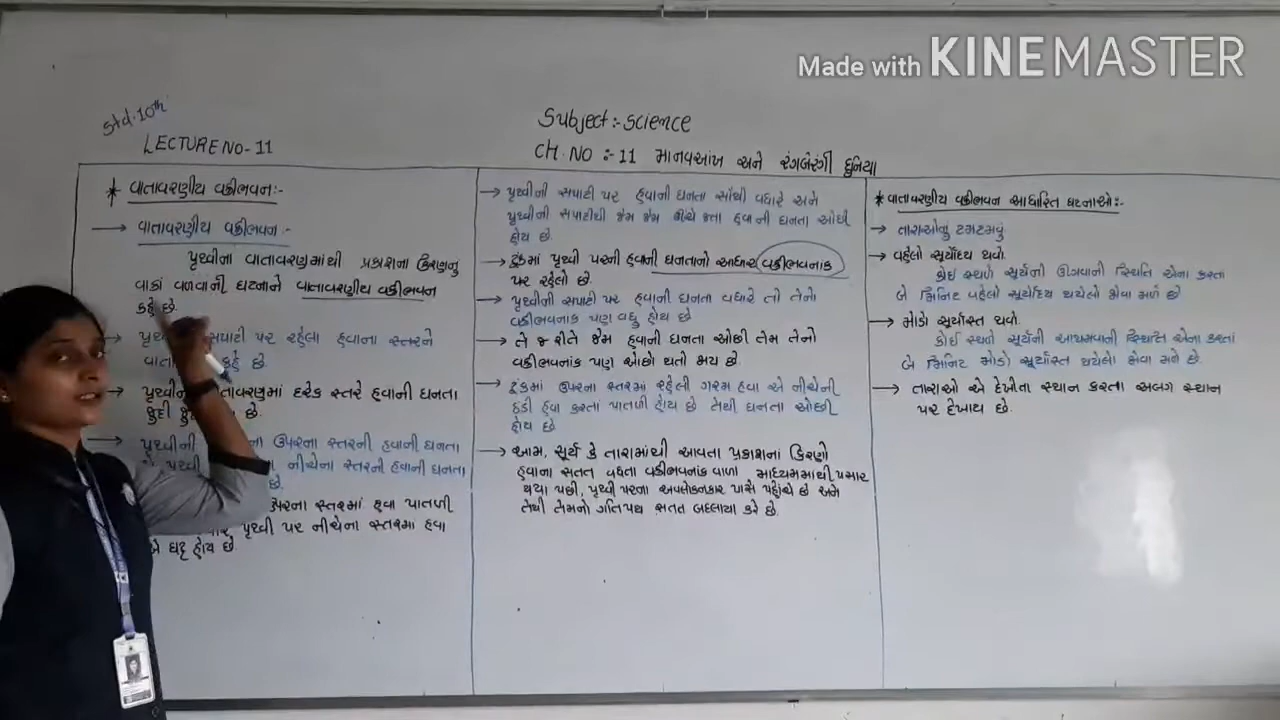 Made with KINEMASTER
Std. 10th
LECTURE NO - 11
Subject:- Science
CH. NO :- 11 માનવઆંખ અને રંગબેરંગી દુનિયા
* વાતાવરણીય વક્રીભવન:-
→ વાતાવરણીય વક્રીભવન:-
પૃથ્વીના વાતાવરણમાંથી પ્રકાશના કિરણનુ
વાંકા વળવાની ઘટનાને વાતાવરણીય વક્રીભવન
કહે છે.
→ સપાટી પર રહેલા હવાના સ્તરને
કહે છે.
→ પૃથ્વીના વાતાવરણમાં દરેક સ્તરે હવાની ઘનતા
જુદી છે.
→ પૃથ્વીની ઉપરના સ્તરની હવાની ઘનતા
નીચેના સ્તરની હવાની ઘનતા
છે.
ઉપરના સ્તરમાં હવા પાતળી
પૃથ્વી પર નીચેના સ્તરમા હવા
ઘટ્ટ હોય છે.
→ પૃથ્વીની સપાટી પર હવાની ઘનતા સૌથી વધારે અને
પૃથ્વીની સપાટીથી જેમ જેમ નીચે જતા હવાની ઘનતા ઓછી
હોય છે.
→ ટૂંકમાં પૃથ્વી પરની હવાની ઘનતાનો આધાર વક્રીભવનાંક
પર રહેલો છે.
→ પૃથ્વીની સપાટી પર હવાની ઘનતા વધારે તો તેનો
વક્રીભવનાંક પણ વધુ હોય છે
→ તે જ રીતે જેમ હવાની ઘનતા ઓછી તેમ તેનો
વક્રીભવનાંક પણ ઓછો થતી જાય છે.
→ ટૂંકમાં ઉપરના સ્તરમાં રહેલી ગરમ હવા એ નીચેની
ઠંડી હવા કરતા પાતળી હોય છે તેથી ઘનતા ઓછી
હોય છે
→ આમ, સૂર્ય કે તારામાંથી આવતા પ્રકાશનાં કિરણો
હવાના સતત વધતા વક્રીભવનાંક વાળા માધ્યમમાંથી પસાર
થયા પછી, પૃથ્વી પરના અવલોકનકાર પાસે પહોંચે છે અને
તેથી તેમનો ગતિપથ સતત બદલાયા કરે છે.
* વાતાવરણીય વક્રીભવન આધારિત ઘટનાઓ:-
→ તારાઓનું ટમટમવું
→ વહેલો સૂર્યોદય થવો.
કોઈ સ્થળે સૂર્યની ઊગવાની સ્થિતિ એના કરતા
બે મિનિટ વહેલો સૂર્યોદય થયેલો જોવા મળે છે
→ મોડો સૂર્યાસ્ત થવો.
કોઈ સ્થળે સૂર્યની આથમવાની સ્થિતિ એના કરતાં
બે મિનિટ મોડો સૂર્યાસ્ત થયેલો જોવા મળે છે.
→ તારાઓ એ દેખીતા સ્થાન કરતા અલગ સ્થાન
પર દેખાય છે.